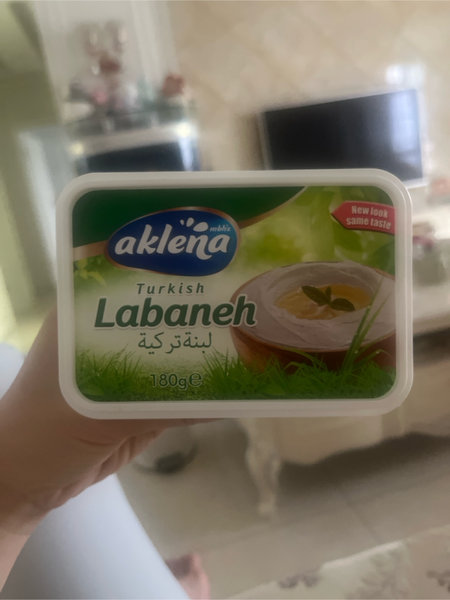 New look
same taste
aklena
Turkish
Labaneh
لبنة تركية
180g℮